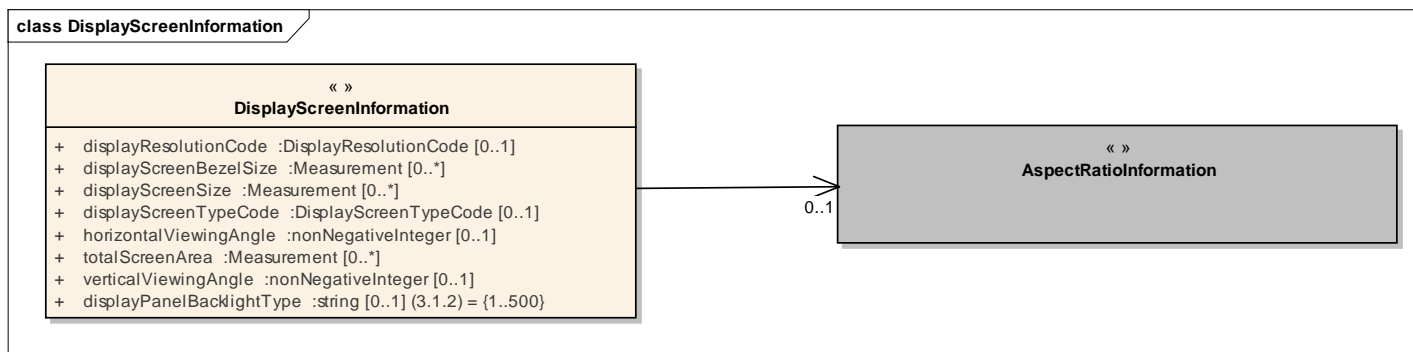 class DisplayScreenInformation
« »
DisplayScreenInformation
+ displayResolutionCode :DisplayResolutionCode [0..1]
+ displayScreenBezelSize :Measurement [0..*]
+ displayScreenSize :Measurement [0..*]
+ displayScreenTypeCode :DisplayScreenTypeCode [0..1]
+ horizontalViewingAngle :nonNegativeInteger [0..1]
+ totalScreenArea :Measurement [0..*]
+ verticalViewingAngle :nonNegativeInteger [0..1]
+ displayPanelBacklightType :string [0..1] (3.1.2) = {1..500}
0..1
« »
AspectRatioInformation